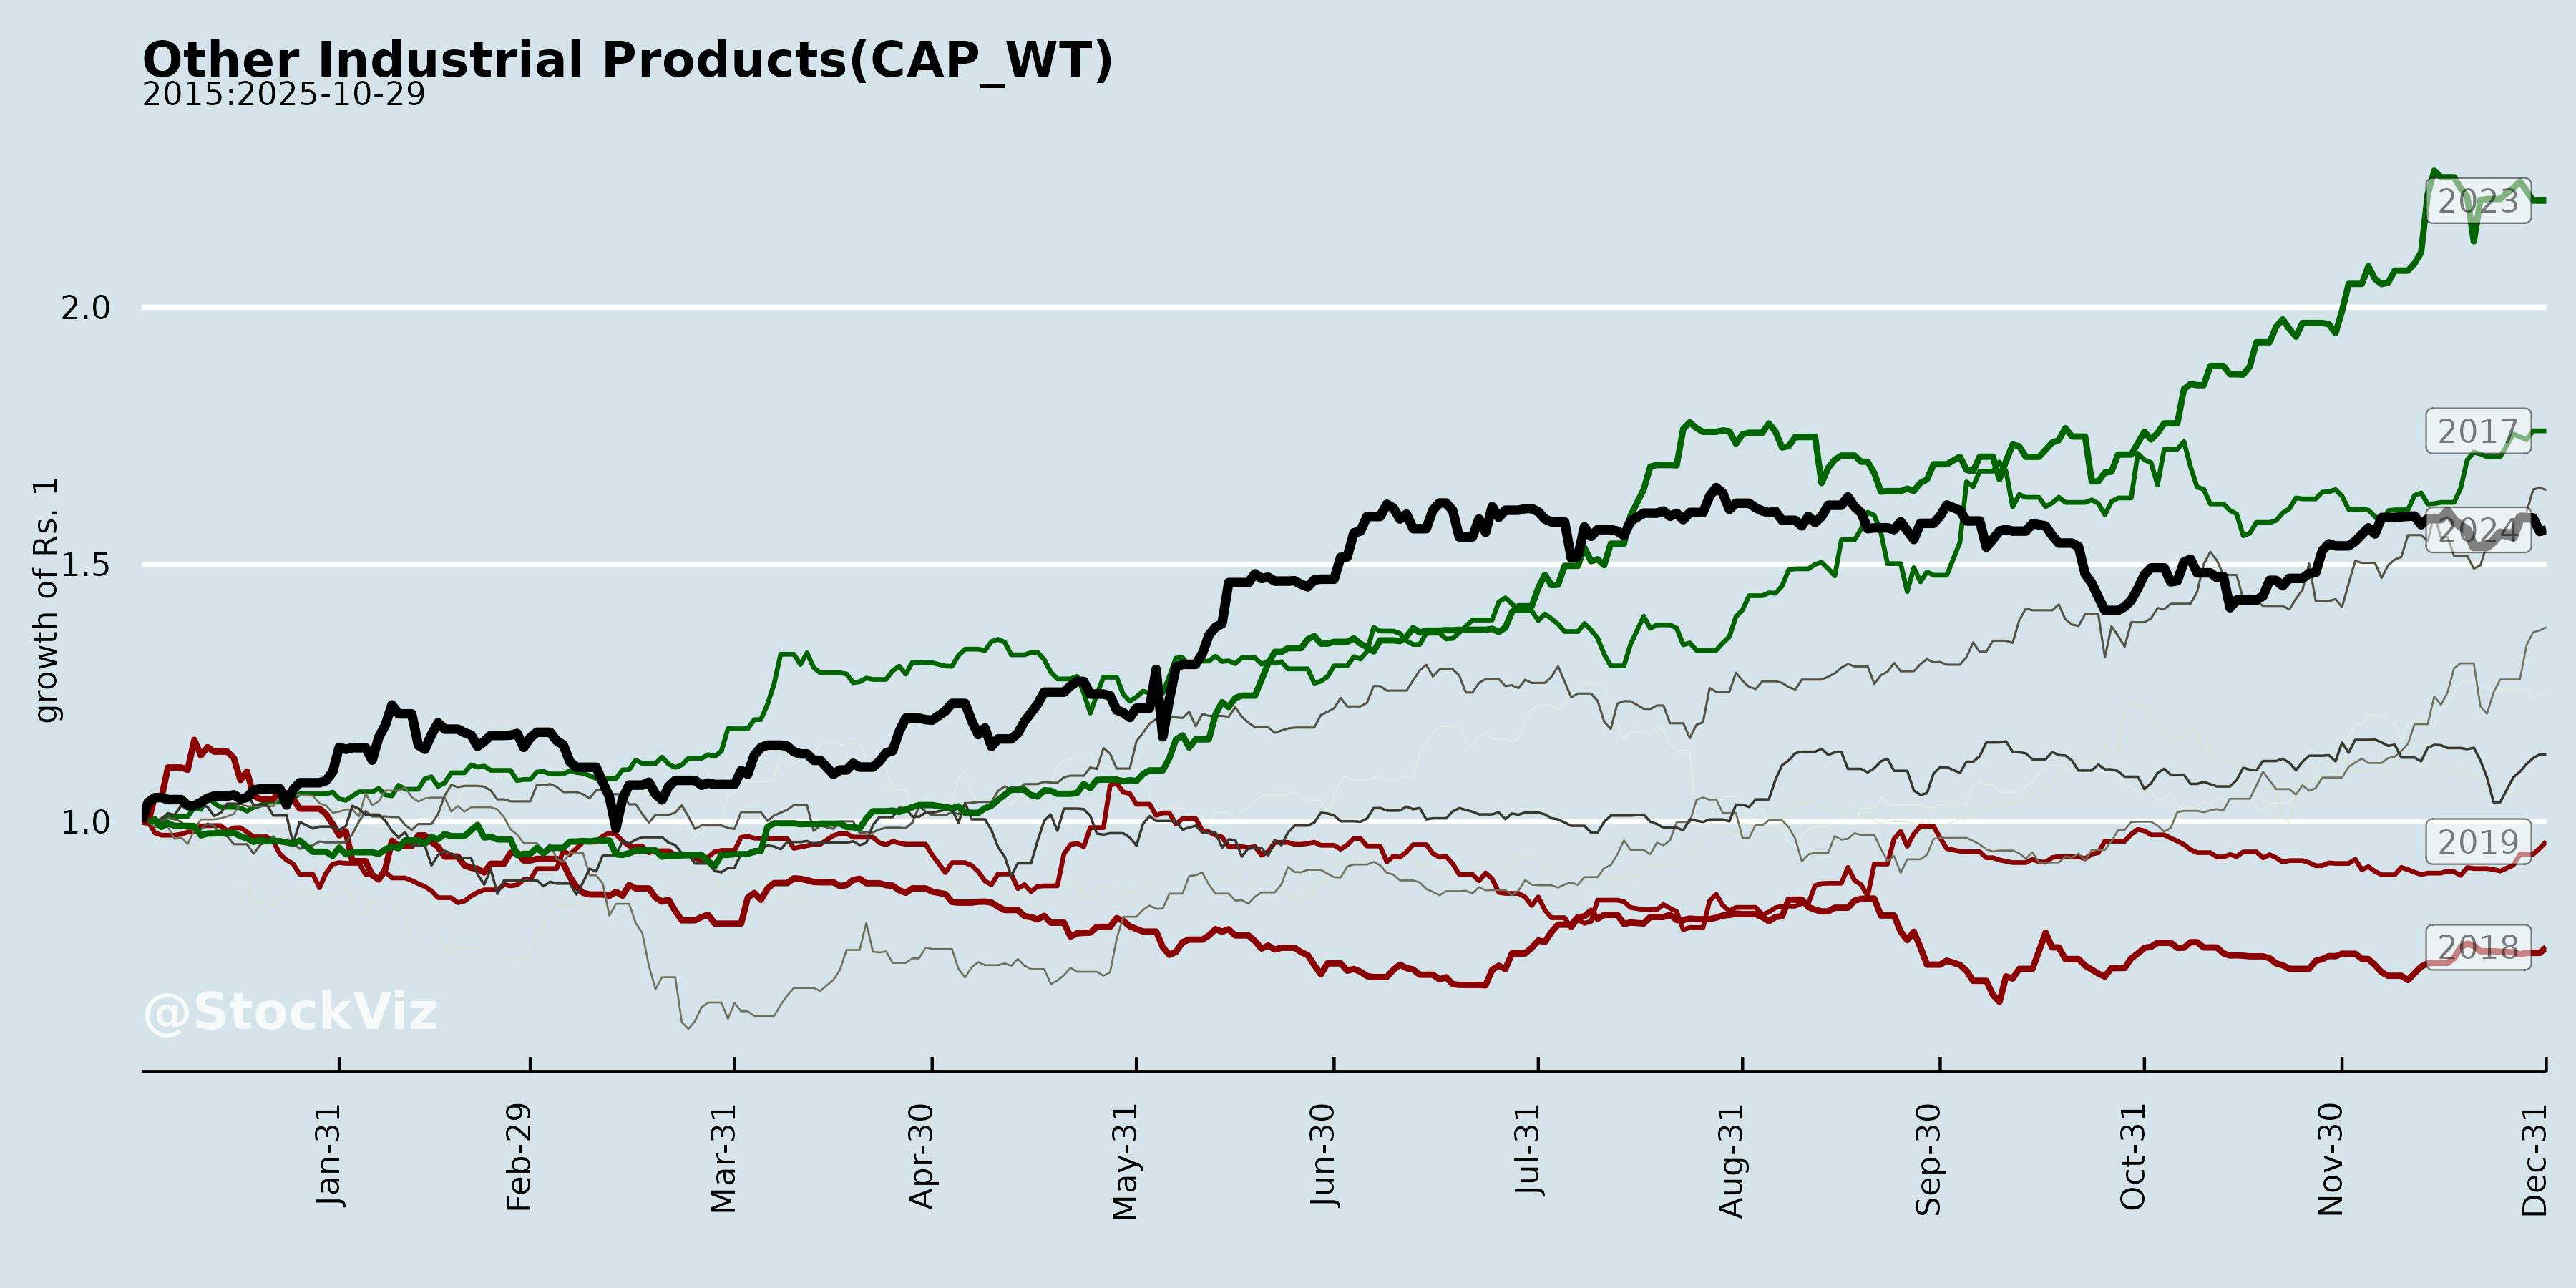 Other Industrial Products(CAP_WT)
2015:2025-10-29
growth of Rs. 1
2.0
1.5
1.0
2023
2017
2024
2019
2018
@StockViz
Jan-31
Feb-29
Mar-31
Apr-30
May-31
Jun-30
Jul-31
Aug-31
Sep-30
Oct-31
Nov-30
Dec-31